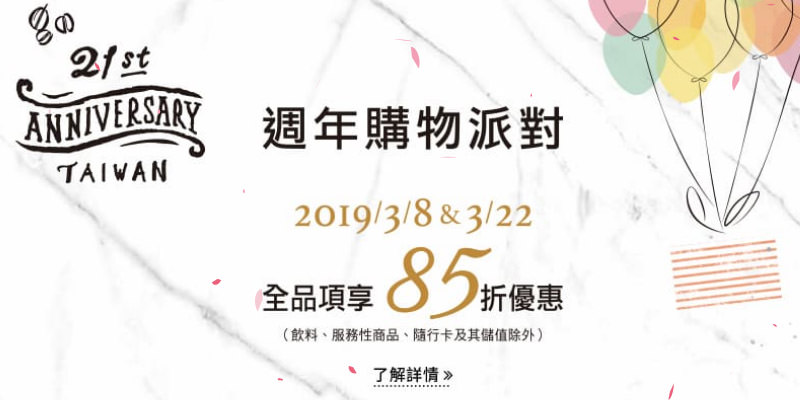 21st
ANNIVERSARY
TAIWAN
週年購物派對
2019/3/8 & 3/22
全品項享 85折優惠
（飲料、服務性商品、隨行卡及其儲值除外）
了解詳情 »